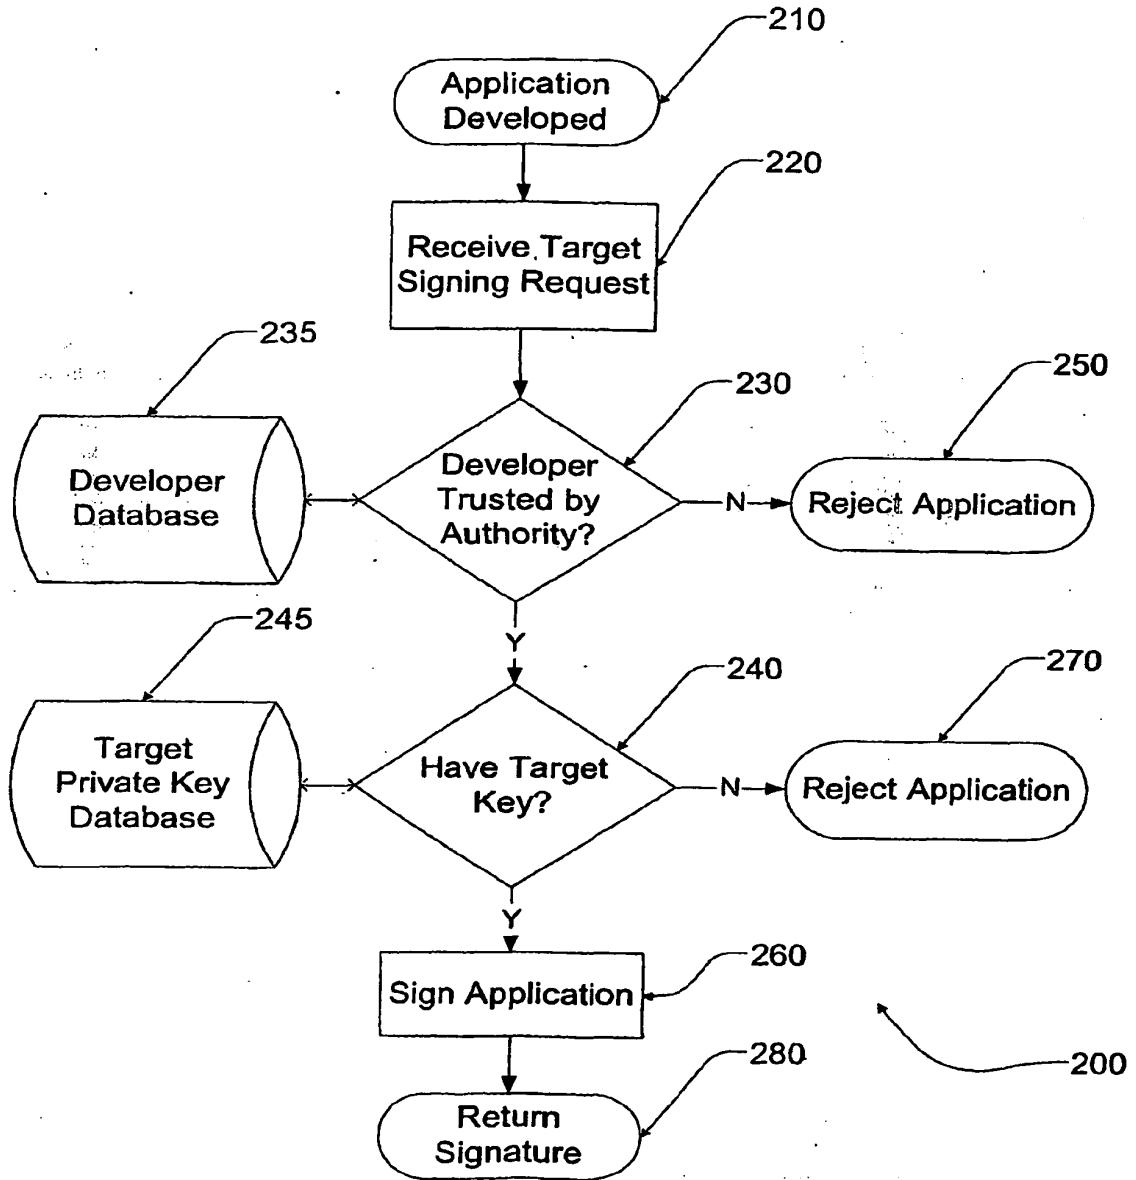 210
Application
Developed
220
Receive Target
Signing Request
235
230
250
Developer
Database
Developer
Trusted by
Authority?
N
Reject Application
Y
245
240
270
Target
Private Key
Database
Have Target
Key?
N
Reject Application
Y
260
Sign Application
280
200
Return
Signature